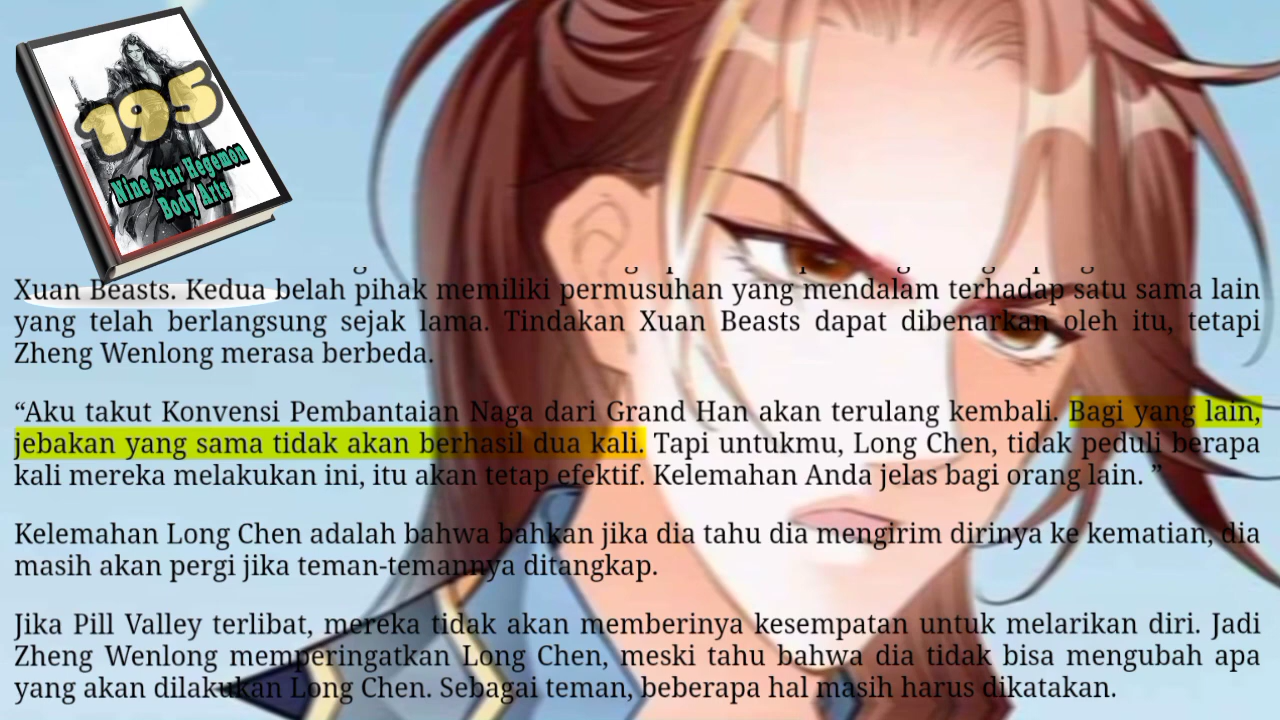 195
Nine Star Hegemon
Body Arts
Xuan Beasts. Kedua belah pihak memiliki permusuhan yang mendalam terhadap satu sama lain
yang telah berlangsung sejak lama. Tindakan Xuan Beasts dapat dibenarkan oleh itu, tetapi
Zheng Wenlong merasa berbeda.
“Aku takut Konvensi Pembantaian Naga dari Grand Han akan terulang kembali. Bagi yang lain,
jebakan yang sama tidak akan berhasil dua kali. Tapi untukmu, Long Chen, tidak peduli berapa
kali mereka melakukan ini, itu akan tetap efektif. Kelemahan Anda jelas bagi orang lain. ”
Kelemahan Long Chen adalah bahwa bahkan jika dia tahu dia mengirim dirinya ke kematian, dia
masih akan pergi jika teman-temannya ditangkap.
Jika Pill Valley terlibat, mereka tidak akan memberinya kesempatan untuk melarikan diri. Jadi
Zheng Wenlong memperingatkan Long Chen, meski tahu bahwa dia tidak bisa mengubah apa
yang akan dilakukan Long Chen. Sebagai teman, beberapa hal masih harus dikatakan.